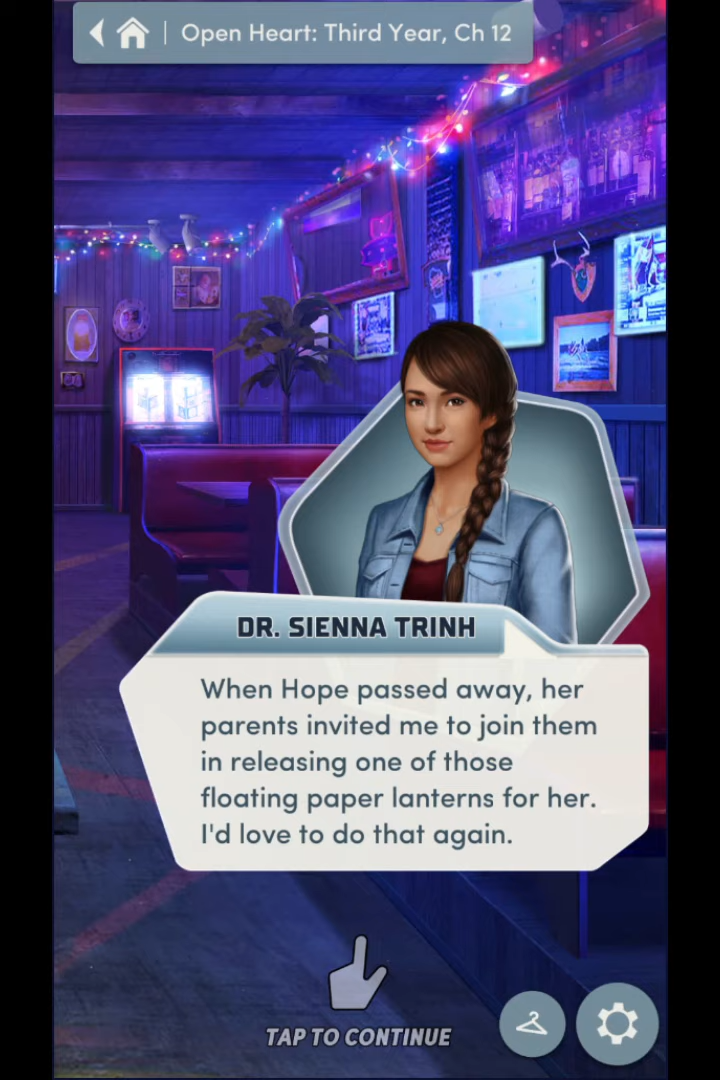 Open Heart: Third Year, Ch 12
DR. SIENNA TRINH
When Hope passed away, her
parents invited me to join them
in releasing one of those
floating paper lanterns for her.
I'd love to do that again.
TAP TO CONTINUE